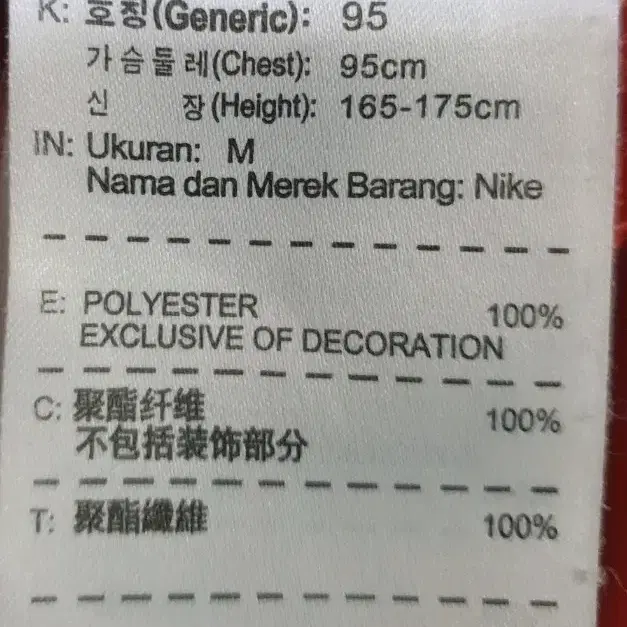 K: 호칭(Generic): 95
가슴둘레(Chest): 95cm
신 장(Height): 165-175cm
IN: Ukuran: M
Nama dan Merek Barang: Nike
E: POLYESTER 100%
EXCLUSIVE OF DECORATION
C: 聚酯纤维 100%
不包括装饰部分
T: 聚酯纖維 100%